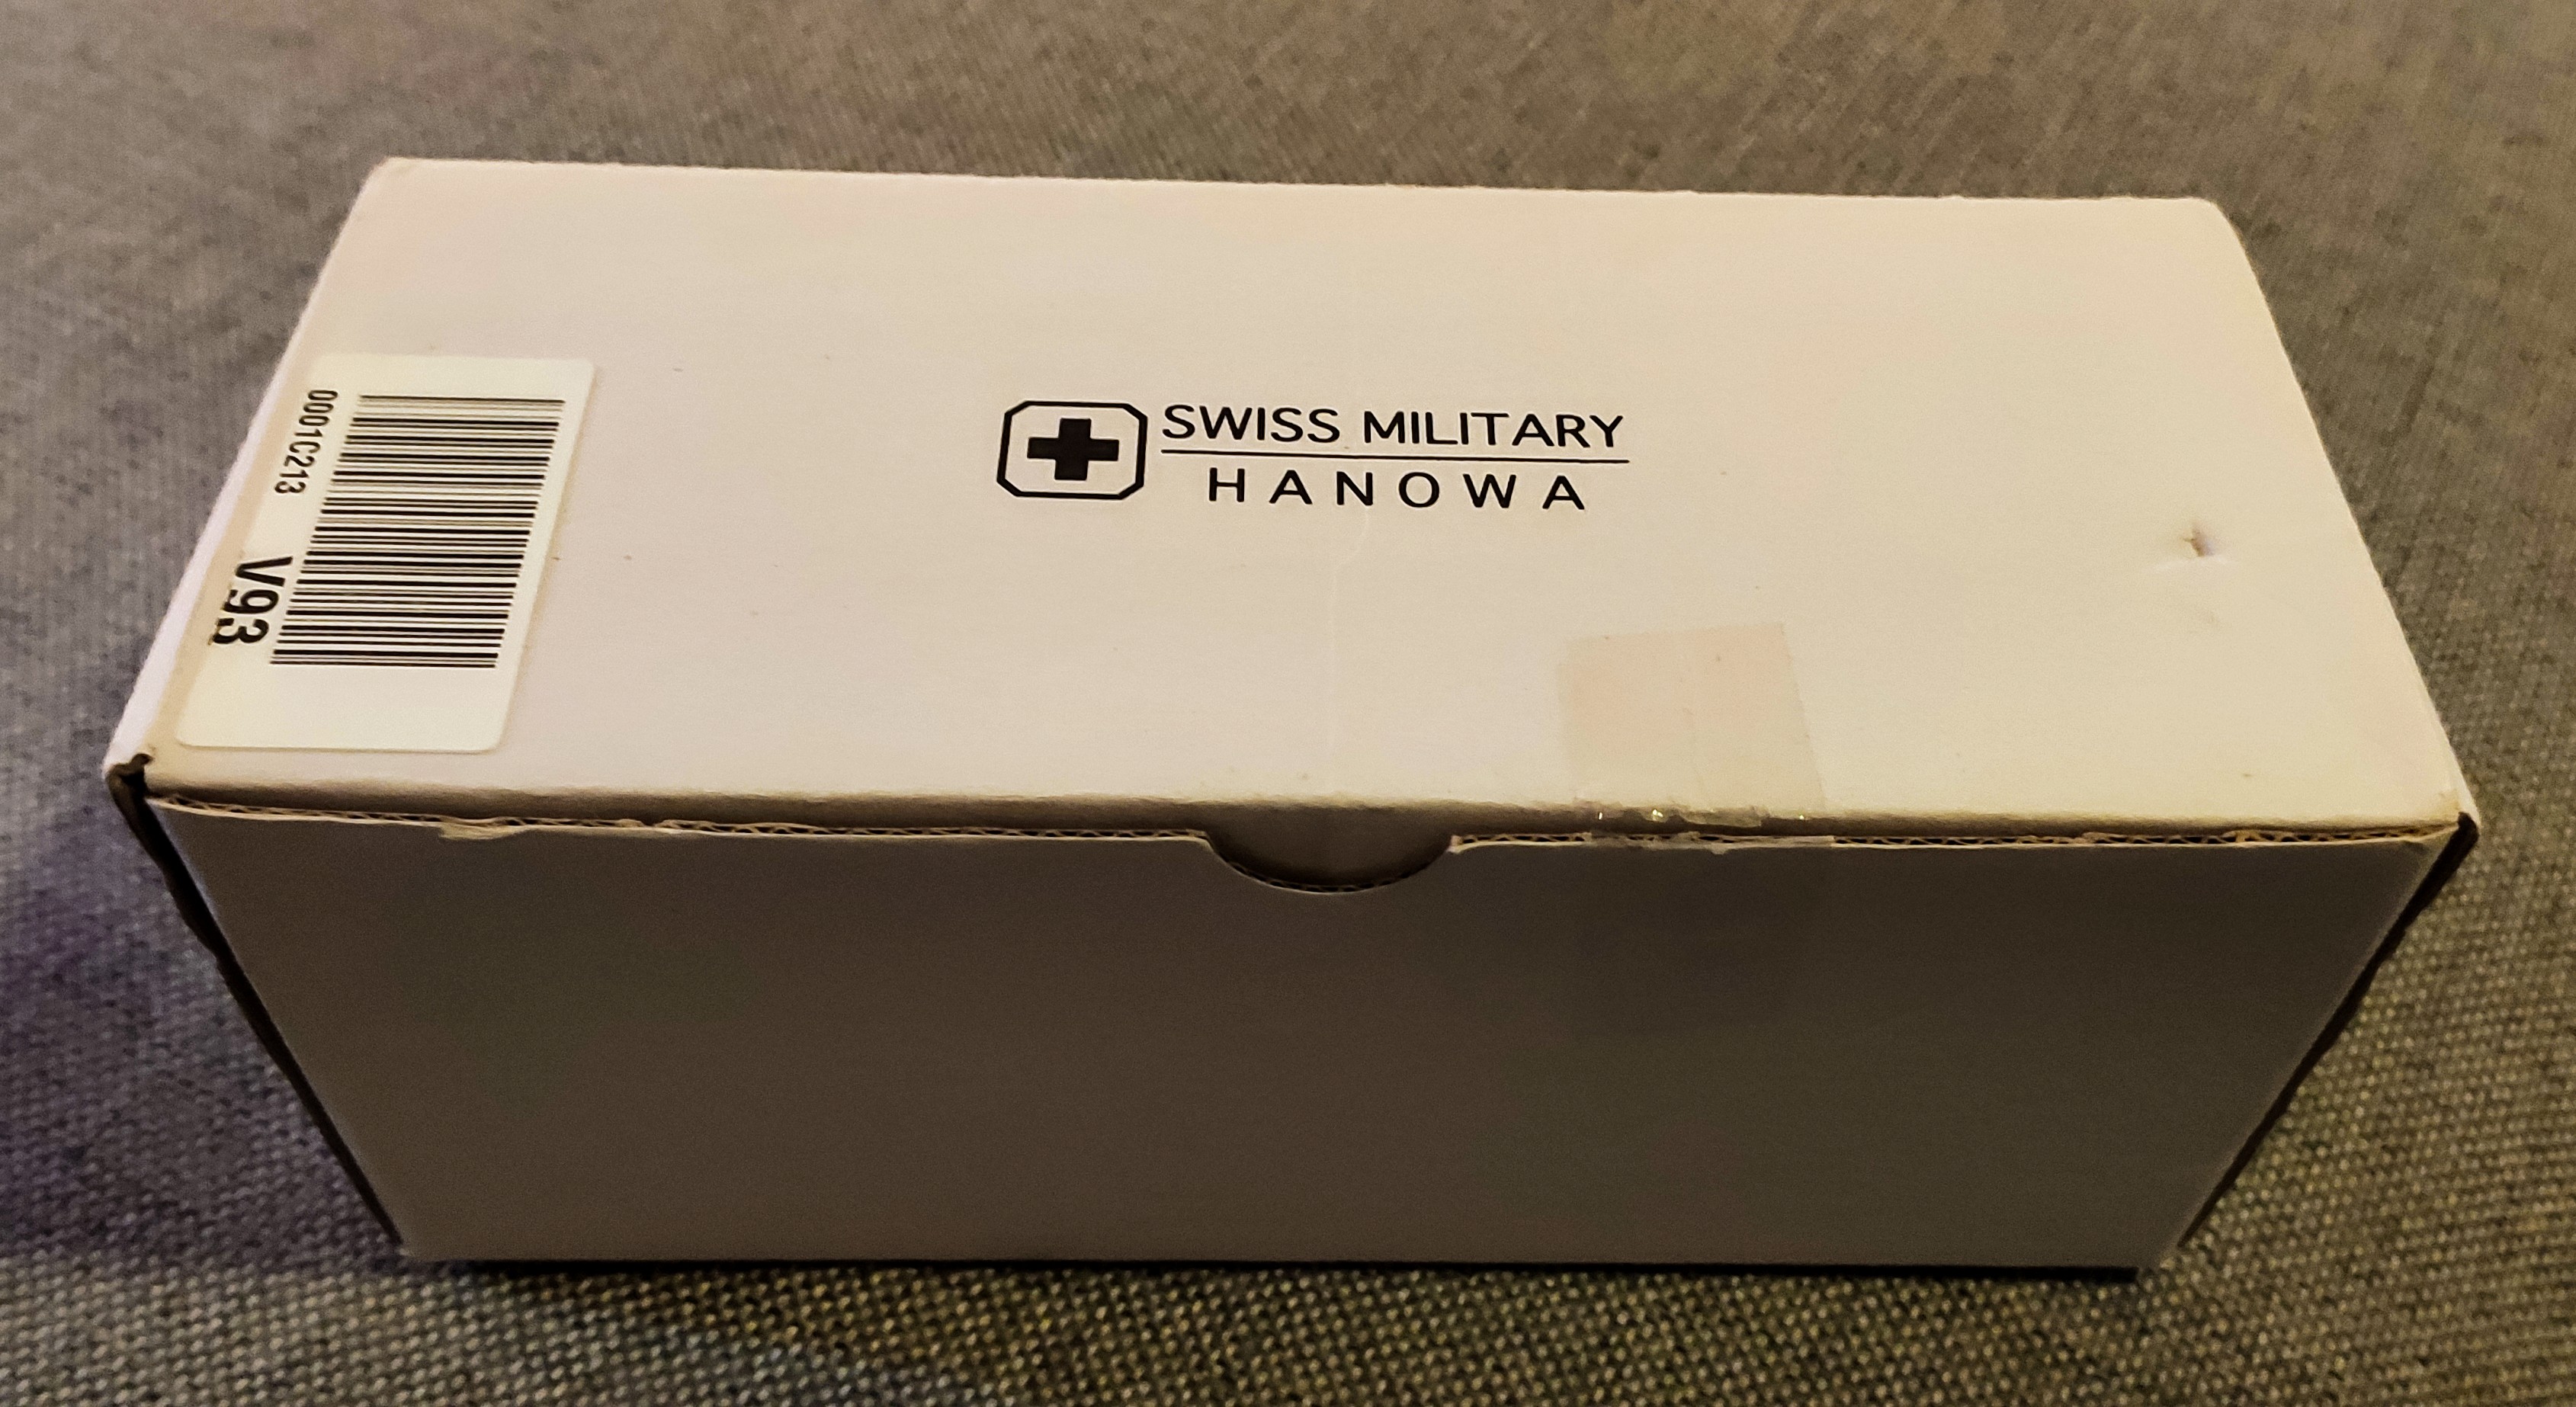 SWISS MILITARY
HANOWA
0001C213
V93